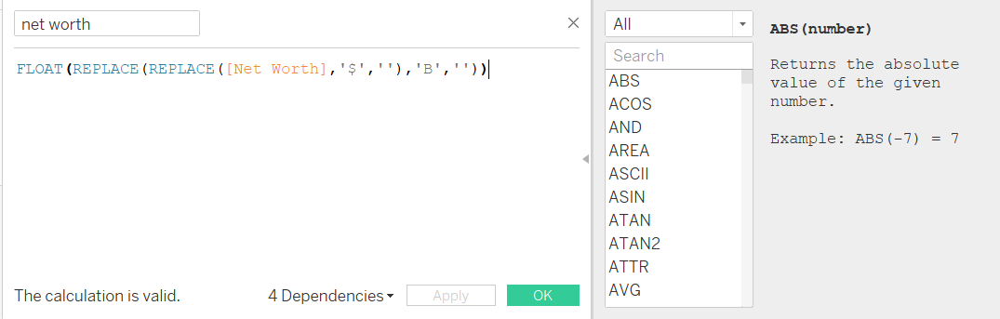 net worth
FLOAT(REPLACE(REPLACE([Net Worth],'$',''),'B',''))
The calculation is valid.
4 Dependencies
Apply
OK
All
Search
ABS
ACOS
AND
AREA
ASCII
ASIN
ATAN
ATAN2
ATTR
AVG
ABS(number)
Returns the absolute
value of the given
number.
Example: ABS(-7) = 7